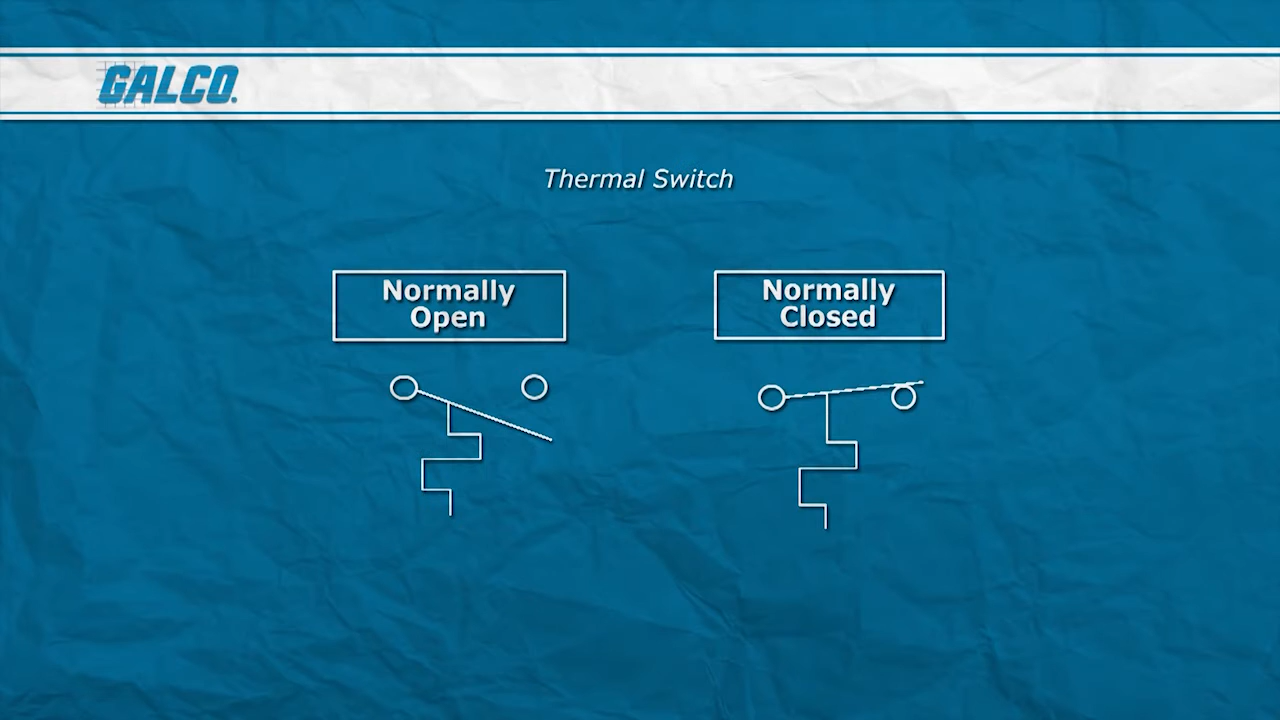 GALCO.
Thermal Switch
Normally
Open
Normally
Closed